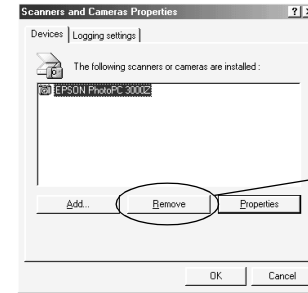 Scanners and Cameras Properties
Devices Logging settings
The following scanners or cameras are installed :
EPSON PhotoPC 3000Z
Add... Remove Properties
OK Cancel